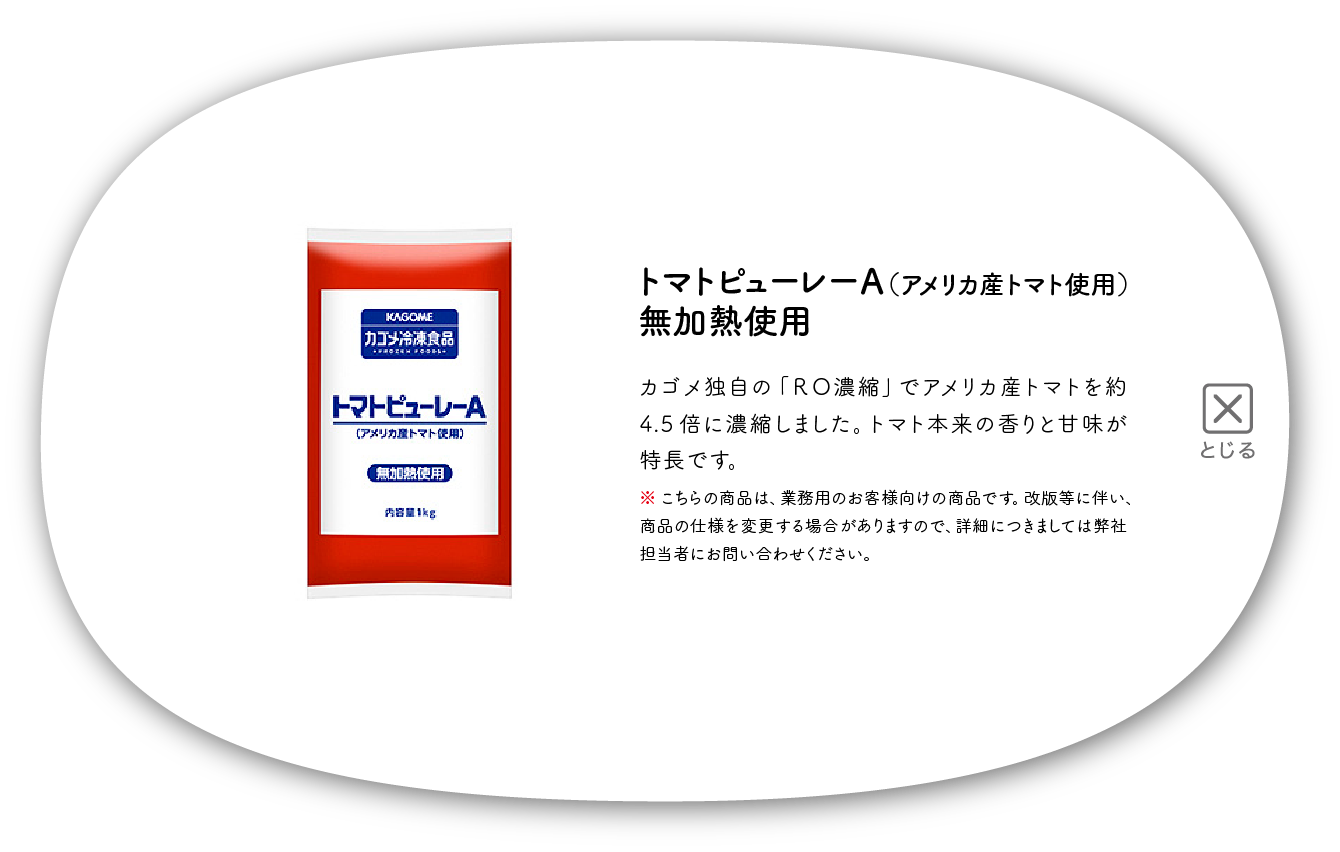 KAGOME
カゴメ冷凍食品
FROZEN FOODS
トマトピューレーA
(アメリカ産トマト使用)
無加熱使用
内容量1kg
トマトピューレーA(アメリカ産トマト使用)
無加熱使用
カゴメ独自の「RO濃縮」でアメリカ産トマトを約
4.5倍に濃縮しました。トマト本来の香りと甘味が
特長です。
※こちらの商品は、業務用のお客様向けの商品です。改版等に伴い、
商品の仕様を変更する場合がありますので、詳細につきましては弊社
担当者にお問い合わせください。
とじる